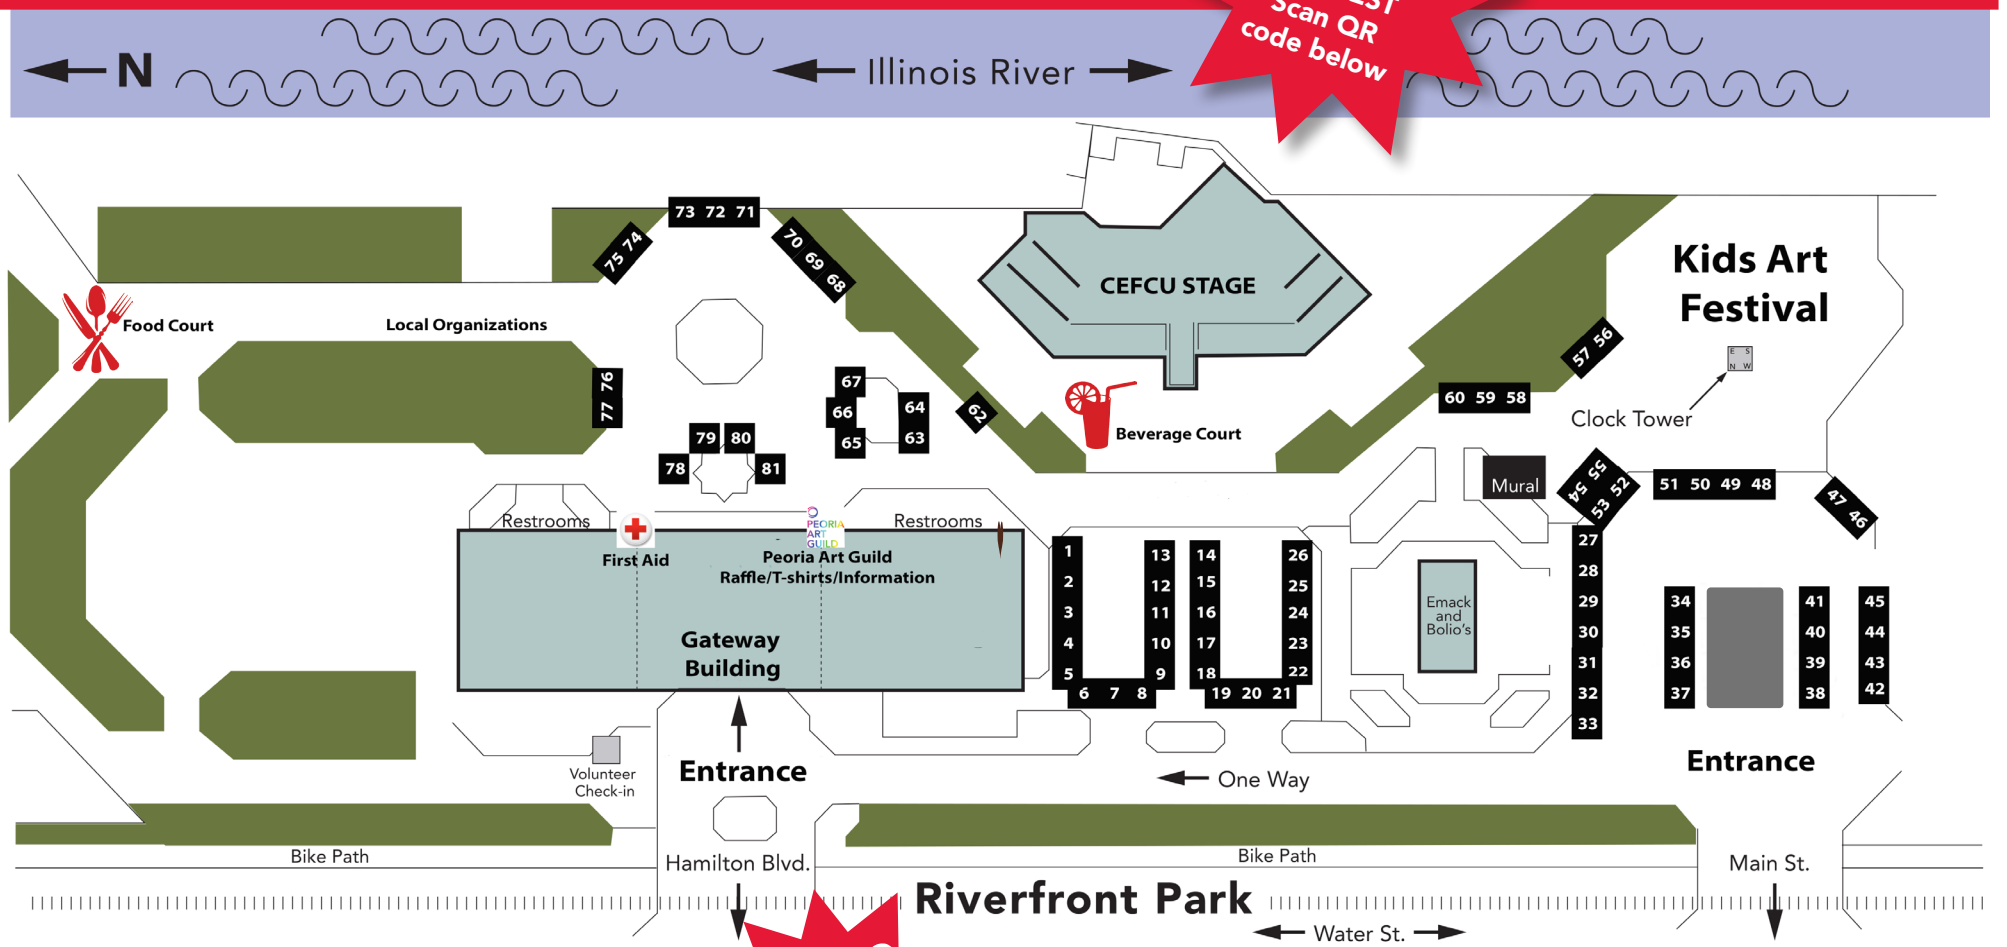 Scan QR
code below
N
Illinois River
73 72 71
75 74
70 69 68
CEFCU STAGE
Kids Art
Festival
Food Court
Local Organizations
57 56
E S
N W
Clock Tower
77 76
67
66
65
64
63
62
60 59 58
Beverage Court
79 80
78
81
Mural
55
54
53 52
51 50 49 48
47 46
Restrooms
First Aid
PEORIA
ART
GUILD
Peoria Art Guild
Raffle/T-shirts/Information
Restrooms
Gateway
Building
1
2
3
4
5
6 7 8
9
10
11
12
13
14
15
16
17
18
19 20 21
22
23
24
25
26
Emack
and
Bolio's
27
28
29
30
31
32
33
34
35
36
37
41
40
39
38
45
44
43
42
Volunteer
Check-in
Entrance
One Way
Entrance
Bike Path
Hamilton Blvd.
Bike Path
Main St.
Riverfront Park
Water St.